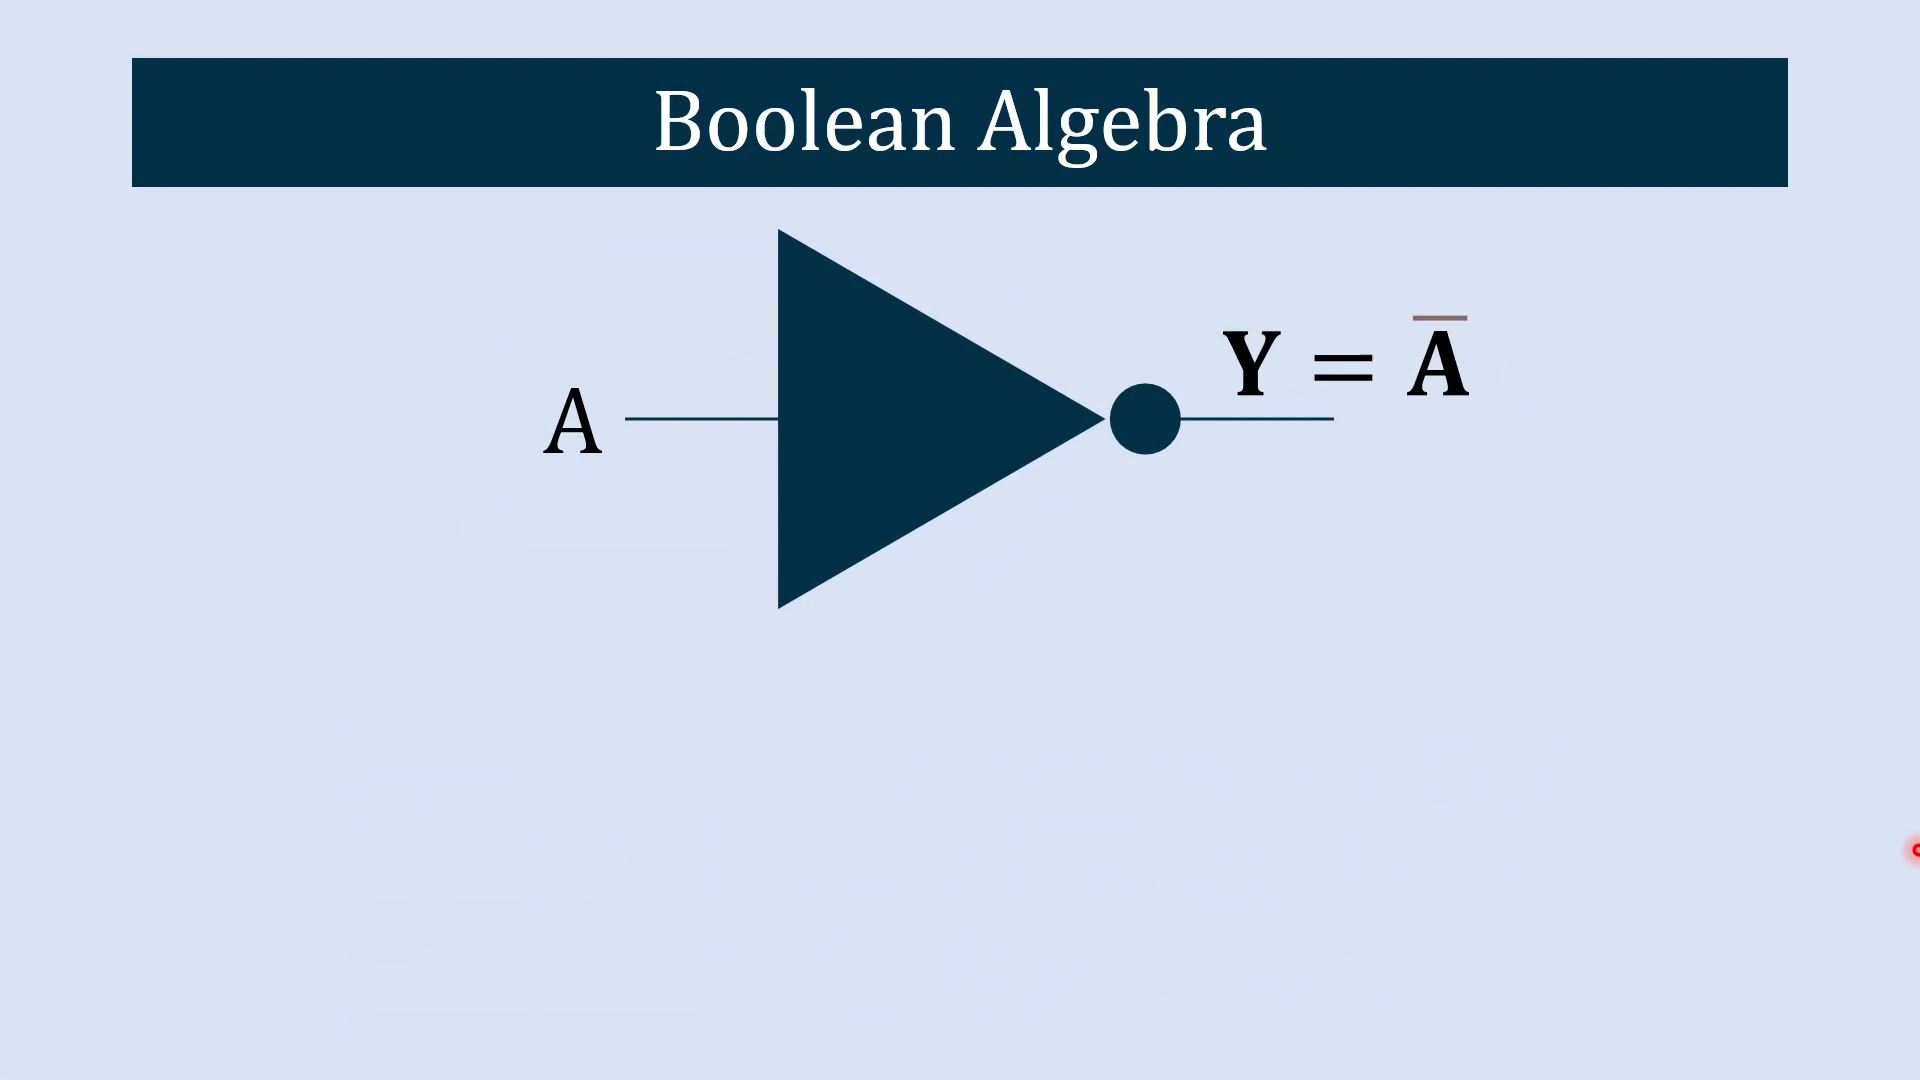 Boolean Algebra
Y = A̅
A